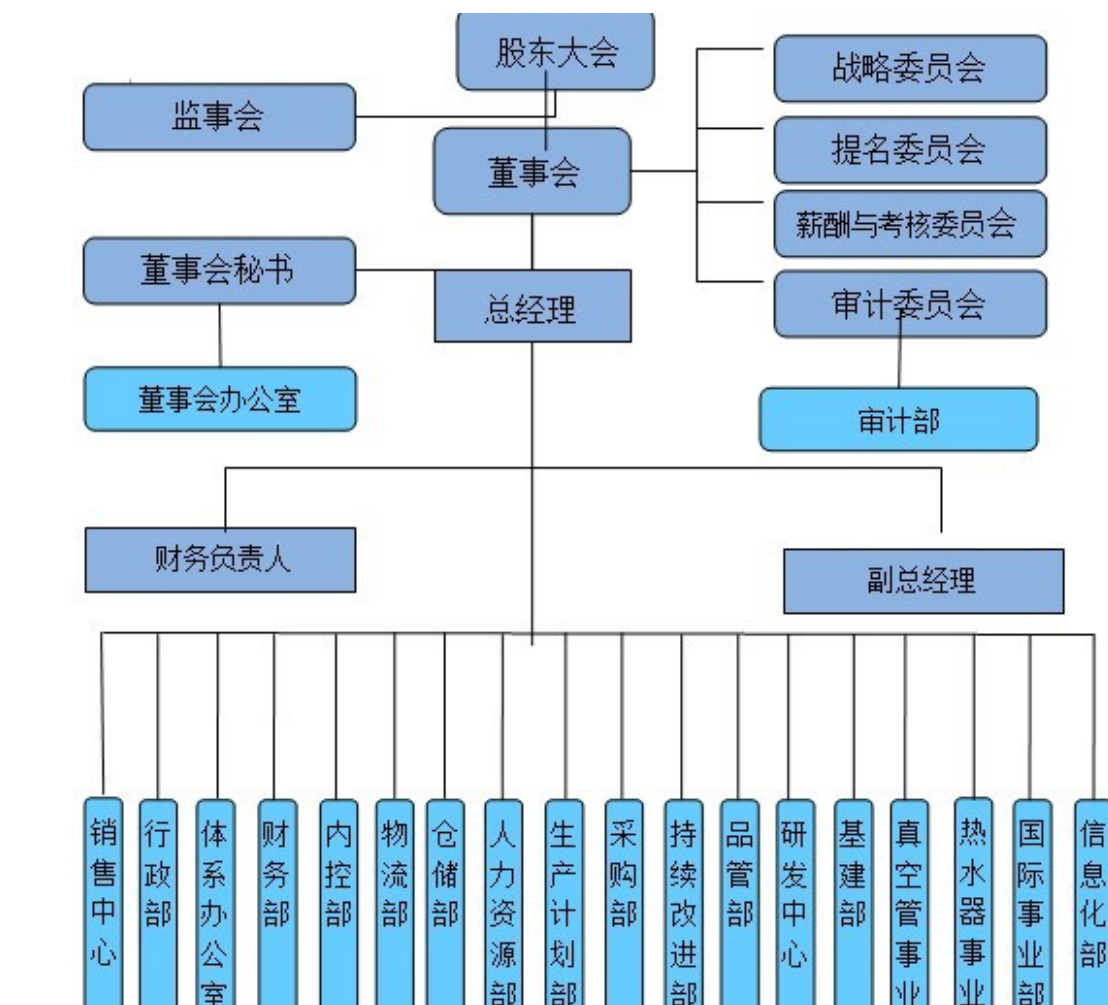 股东大会
战略委员会
监事会
提名委员会
董事会
薪酬与考核委员会
董事会秘书
总经理
审计委员会
董事会办公室
审计部
财务负责人
副总经理
销售中心
行政部
体系办公室
财务部
内控部
物流部
仓储部
人力资源部
生产计划部
采购部
持续改进部
品管部
研发中心
基建部
真空管事业
热水器事业
国际事业部
信息化部